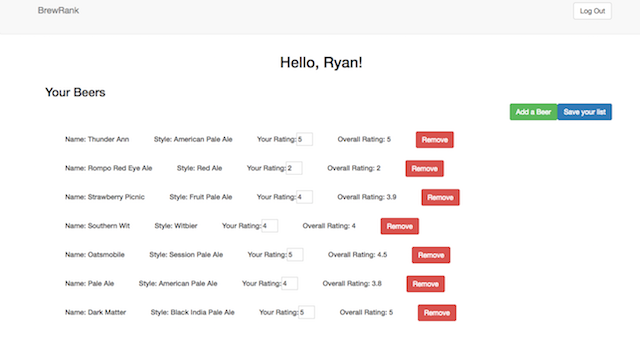 BrewRank Log Out
Hello, Ryan!
Your Beers
Add a Beer Save your list
Name: Thunder Ann Style: American Pale Ale Your Rating: 5 Overall Rating: 5 Remove
Name: Rompo Red Eye Ale Style: Red Ale Your Rating: 2 Overall Rating: 2 Remove
Name: Strawberry Picnic Style: Fruit Pale Ale Your Rating: 4 Overall Rating: 3.9 Remove
Name: Southern Wit Style: Witbier Your Rating: 4 Overall Rating: 4 Remove
Name: Oatsmobile Style: Session Pale Ale Your Rating: 5 Overall Rating: 4.5 Remove
Name: Pale Ale Style: American Pale Ale Your Rating: 4 Overall Rating: 3.8 Remove
Name: Dark Matter Style: Black India Pale Ale Your Rating: 5 Overall Rating: 5 Remove